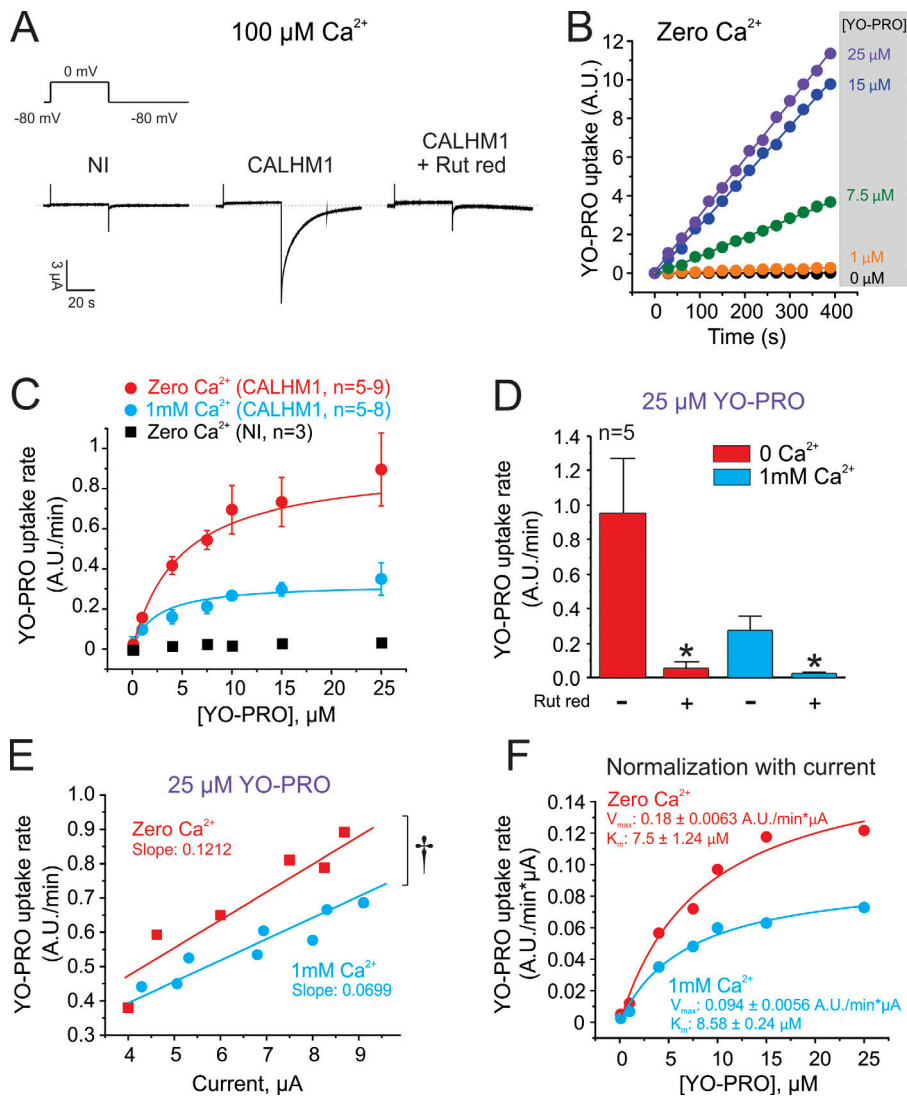 A
100 µM Ca²⁺
0 mV
-80 mV
-80 mV
NI
CALHM1
CALHM1
+ Rut red
3 µA
20 s
B
Zero Ca²⁺
[YO-PRO]
25 µM
15 µM
7.5 µM
1 µM
0 µM
YO-PRO uptake (A.U.)
12
10
8
6
4
2
0
0
100
200
300
400
Time (s)
C
Zero Ca²⁺ (CALHM1, n=5-9)
1mM Ca²⁺ (CALHM1, n=5-8)
Zero Ca²⁺ (NI, n=3)
YO-PRO uptake rate
(A.U./min)
1
0.8
0.6
0.4
0.2
0
0
5
10
15
20
25
[YO-PRO], µM
D
25 µM YO-PRO
n=5
0 Ca²⁺
1mM Ca²⁺
YO-PRO uptake rate
(A.U./min)
1.4
1.2
1.0
0.8
0.6
0.4
0.2
0.0
*
*
Rut red
-
+
-
+
E
25 µM YO-PRO
Zero Ca²⁺
Slope: 0.1212
†
1mM Ca²⁺
Slope: 0.0699
YO-PRO uptake rate
(A.U./min)
1.0
0.9
0.8
0.7
0.6
0.5
0.4
0.3
4
5
6
7
8
9
Current, µA
F
Normalization with current
Zero Ca²⁺
Vmax: 0.18 ± 0.0063 A.U./min*µA
Km: 7.5 ± 1.24 µM
1mM Ca²⁺
Vmax: 0.094 ± 0.0056 A.U./min*µA
Km: 8.58 ± 0.24 µM
YO-PRO uptake rate
(A.U./min*µA)
0.14
0.12
0.10
0.08
0.06
0.04
0.02
0
0
5
10
15
20
25
[YO-PRO], µM